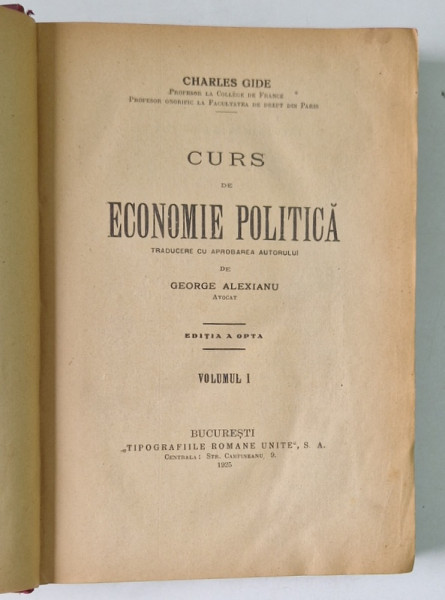 CHARLES GIDE
PROFESOR LA COLLÈGE DE FRANCE
PROFESOR ONORIFIC LA FACULTATEA DE DREPT DIN PARIS
CURS
DE
ECONOMIE POLITICĂ
TRADUCERE CU APROBAREA AUTORULUI
DE
GEORGE ALEXIANU
AVOCAT
EDIȚIA A OPTA
VOLUMUL I
BUCUREȘTI
„TIPOGRAFIILE ROMANE UNITE", S. A.
CENTRALA: STR. CAMPINEANU, 9.
1925